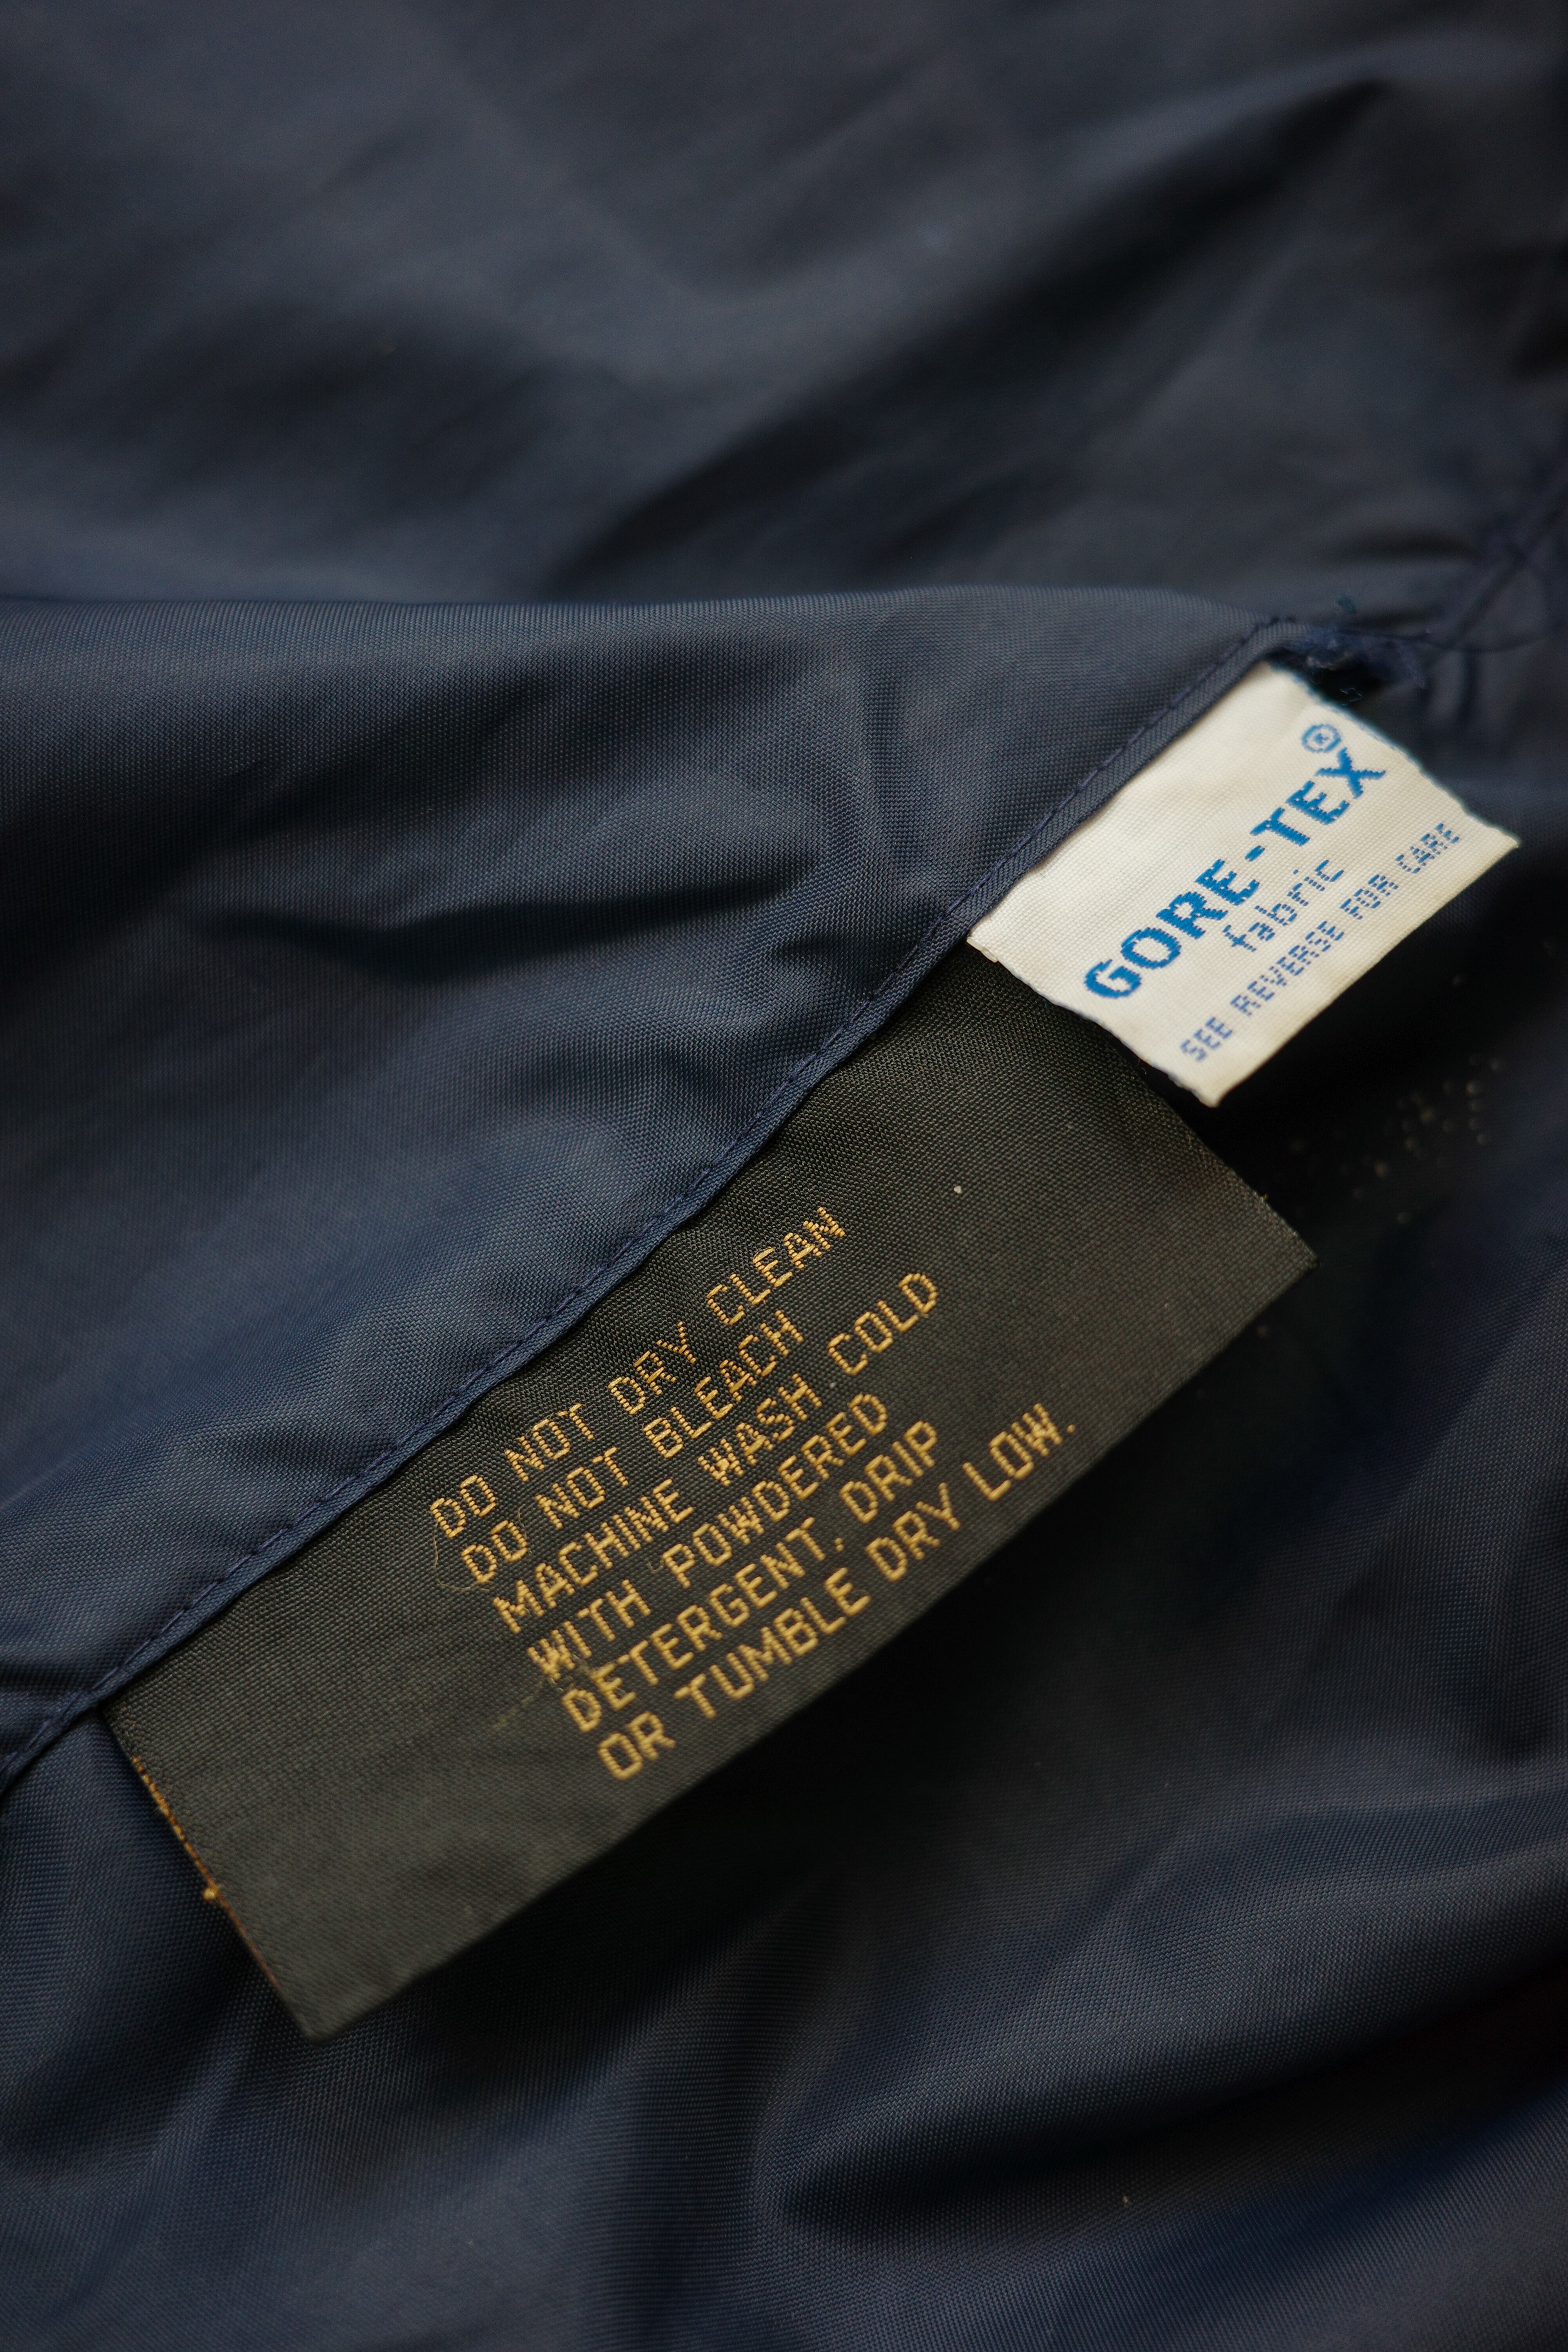 GORE-TEX®
fabric
SEE REVERSE FOR CARE
DO NOT DRY CLEAN
DO NOT BLEACH
MACHINE WASH COLD
WITH POWDERED
DETERGENT, DRIP
OR TUMBLE DRY LOW.